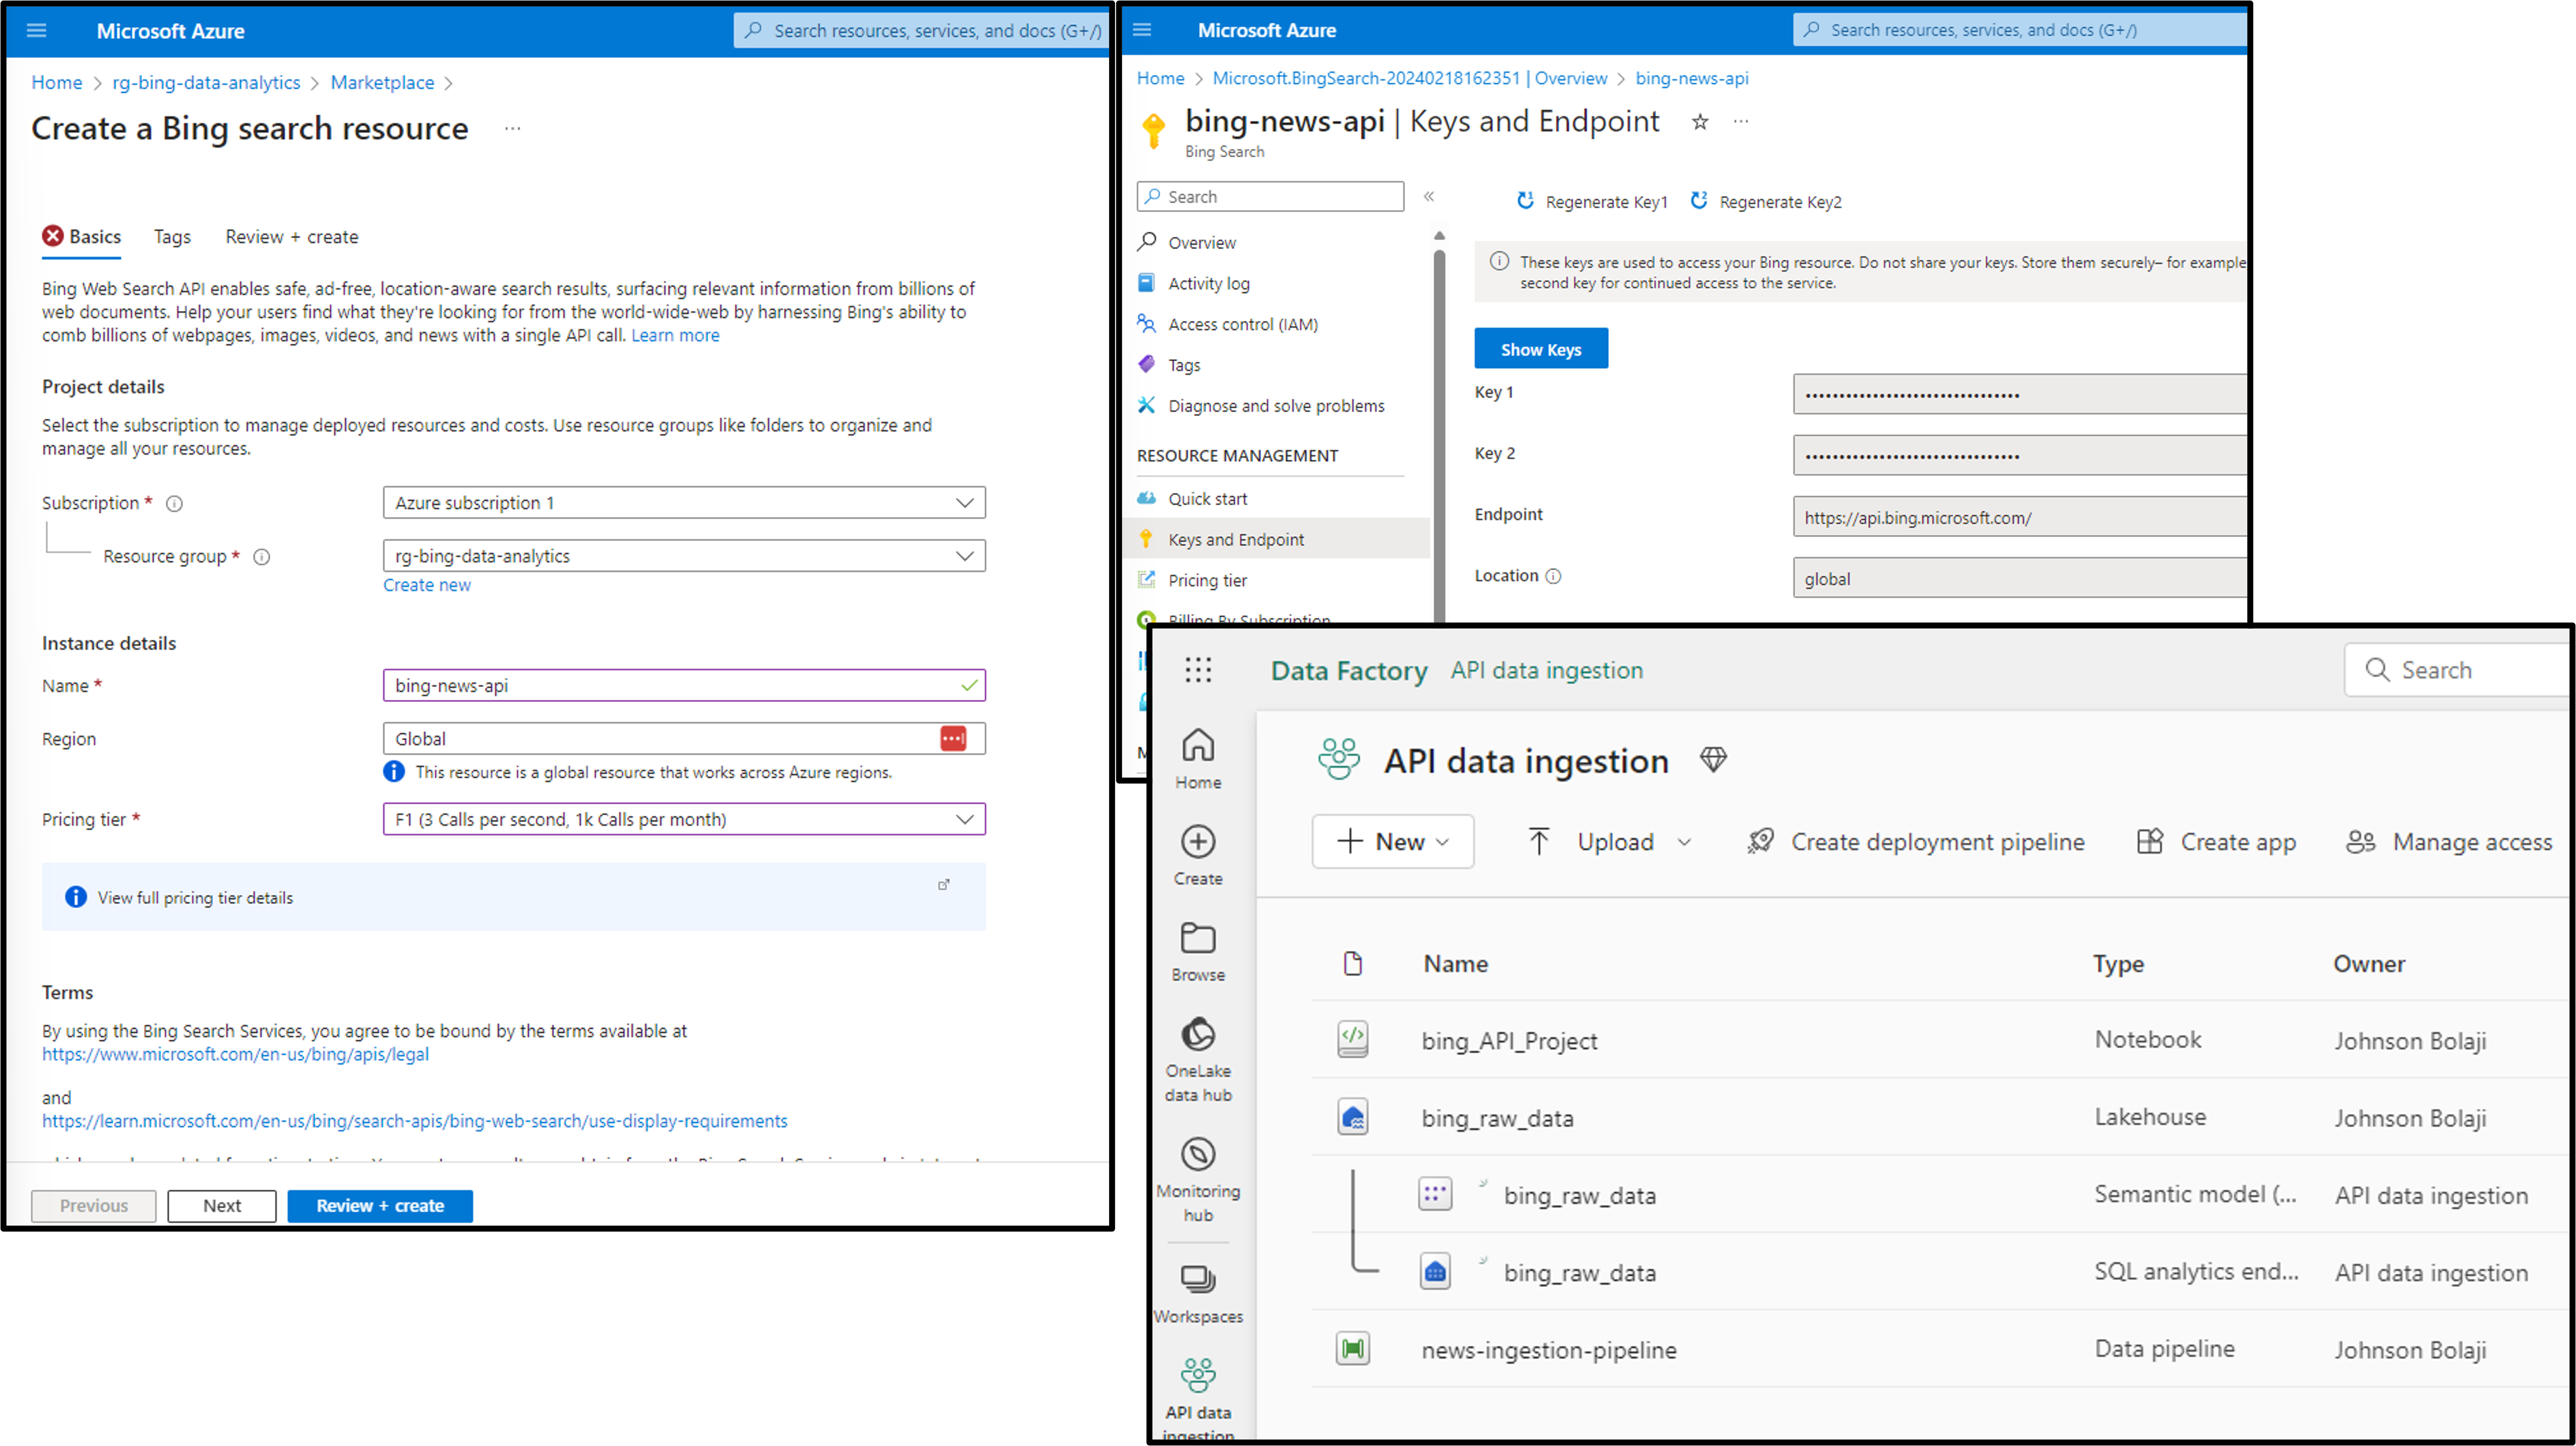 Microsoft Azure
Search resources, services, and docs (G+/)
Home > rg-bing-data-analytics > Marketplace >
Create a Bing search resource ...
Basics Tags Review + create
Bing Web Search API enables safe, ad-free, location-aware search results, surfacing relevant information from billions of
web documents. Help your users find what they're looking for from the world-wide-web by harnessing Bing's ability to
comb billions of webpages, images, videos, and news with a single API call. Learn more
Project details
Select the subscription to manage deployed resources and costs. Use resource groups like folders to organize and
manage all your resources.
Subscription * Azure subscription 1
Resource group * rg-bing-data-analytics
Create new
Instance details
Name * bing-news-api
Region Global
This resource is a global resource that works across Azure regions.
Pricing tier * F1 (3 Calls per second, 1k Calls per month)
View full pricing tier details
Terms
By using the Bing Search Services, you agree to be bound by the terms available at
https://www.microsoft.com/en-us/bing/apis/legal
and
https://learn.microsoft.com/en-us/bing/search-apis/bing-web-search/use-display-requirements
Previous Next Review + create
Microsoft Azure
Search resources, services, and docs (G+/)
Home > Microsoft.BingSearch-20240218162351 | Overview > bing-news-api
bing-news-api | Keys and Endpoint ...
Bing Search
Search
Overview
Activity log
Access control (IAM)
Tags
Diagnose and solve problems
RESOURCE MANAGEMENT
Quick start
Keys and Endpoint
Pricing tier
Billing By Subscription
Regenerate Key1 Regenerate Key2
These keys are used to access your Bing resource. Do not share your keys. Store them securely– for example
second key for continued access to the service.
Show Keys
Key 1
Key 2
Endpoint https://api.bing.microsoft.com/
Location global
Data Factory API data ingestion
Search
Home
Create
Browse
OneLake
data hub
Monitoring
hub
Workspaces
API data
ingestion
API data ingestion
New Upload Create deployment pipeline Create app Manage access
Name Type Owner
bing_API_Project Notebook Johnson Bolaji
bing_raw_data Lakehouse Johnson Bolaji
bing_raw_data Semantic model (... API data ingestion
bing_raw_data SQL analytics end... API data ingestion
news-ingestion-pipeline Data pipeline Johnson Bolaji